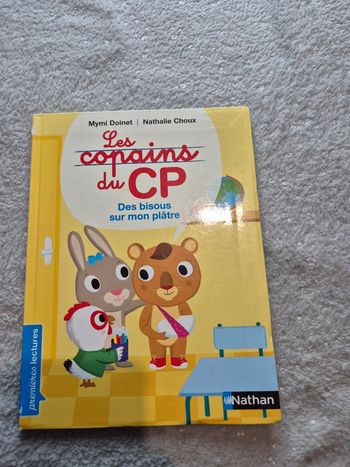 Mymi Doinet | Nathalie Choux
Les
copains
du CP
Des bisous
sur mon plâtre
premières lectures
Nathan